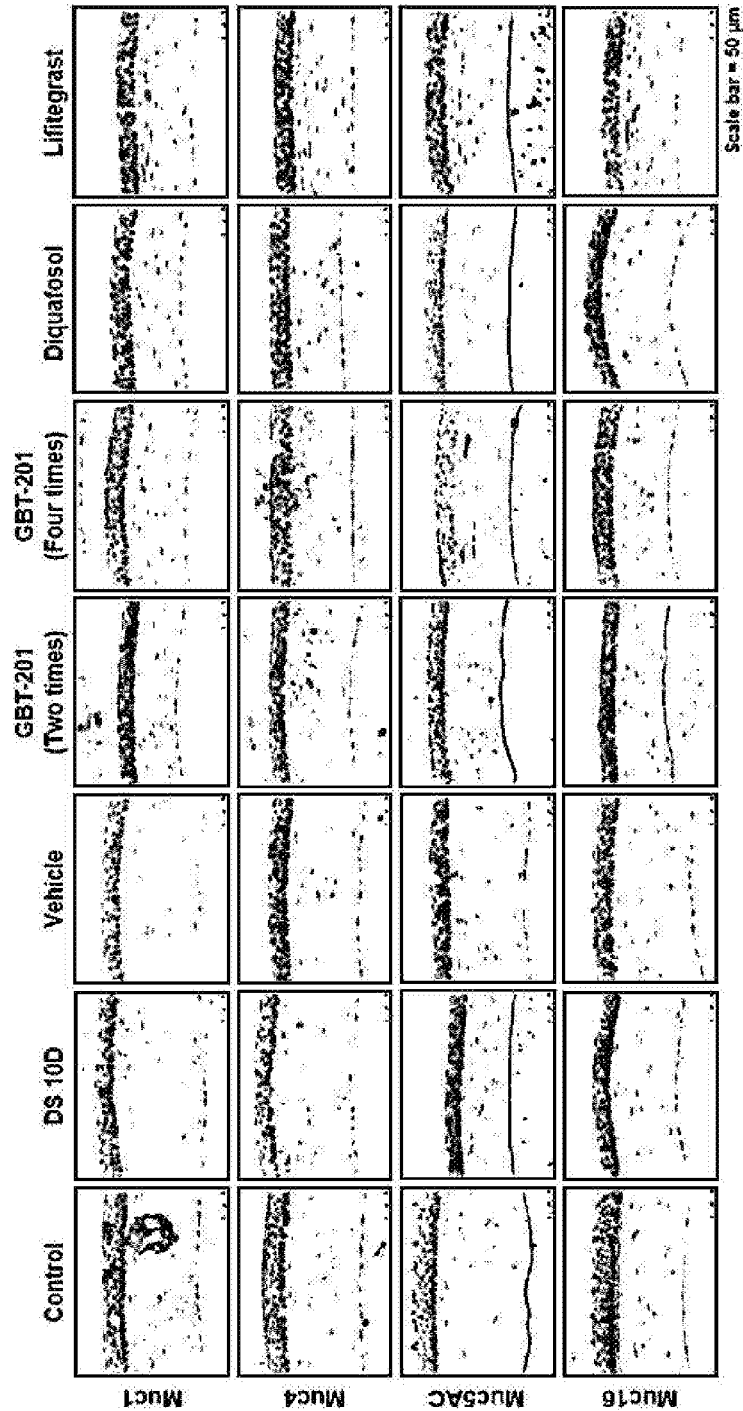 Control
DS 10D
Vehicle
GBT-201
(Two times)
GBT-201
(Four times)
Diquafosol
Lifitegrast
Muc1
Muc4
Muc5AC
Muc16
Scale bar = 50 µm